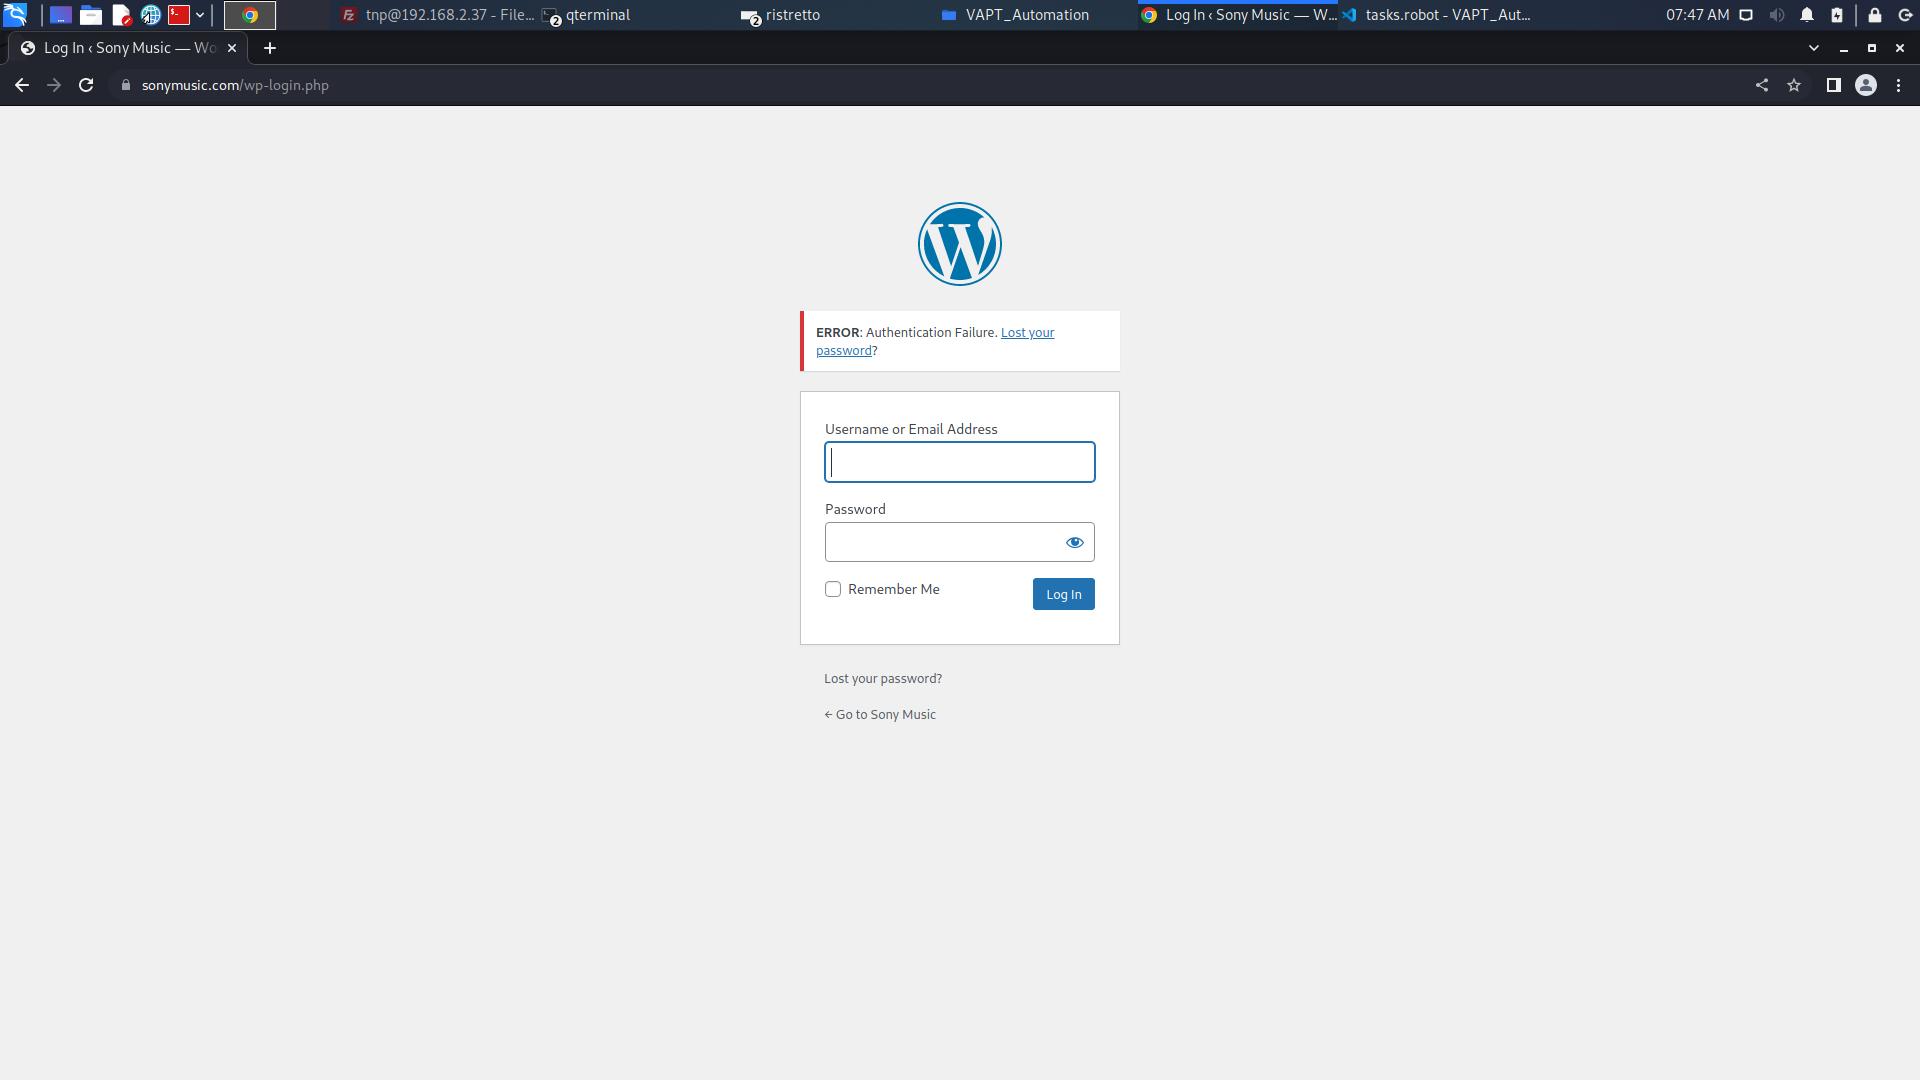 tnp@192.168.2.37 - File... 2 qterminal 2 ristretto VAPT_Automation Log In ‹ Sony Music — W... tasks.robot - VAPT_Aut... 07:47 AM
Log In ‹ Sony Music — Wo
sonymusic.com/wp-login.php
ERROR: Authentication Failure. Lost your
password?
Username or Email Address
Password
Remember Me
Log In
Lost your password?
← Go to Sony Music